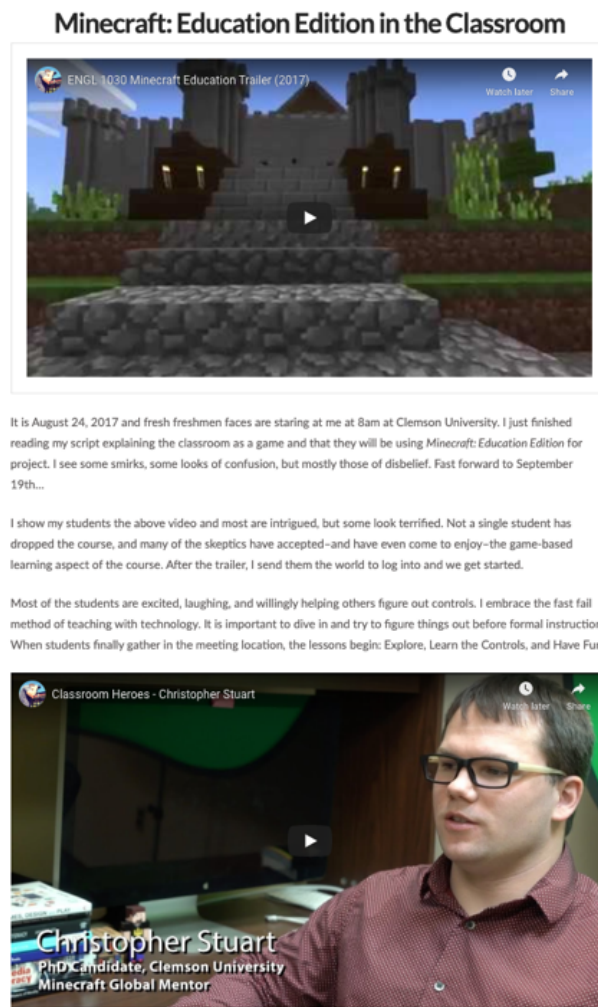 Minecraft: Education Edition in the Classroom
ENGL 1030 Minecraft Education Trailer (2017)
Watch later
Share
It is August 24, 2017 and fresh freshmen faces are staring at me at 8am at Clemson University. I just finished
reading my script explaining the classroom as a game and that they will be using Minecraft: Education Edition for
project. I see some smirks, some looks of confusion, but mostly those of disbelief. Fast forward to September
19th...
I show my students the above video and most are intrigued, but some look terrified. Not a single student has
dropped the course, and many of the skeptics have accepted–and have even come to enjoy–the game-based
learning aspect of the course. After the trailer, I send them the world to log into and we get started.
Most of the students are excited, laughing, and willingly helping others figure out controls. I embrace the fast fail
method of teaching with technology. It is important to dive in and try to figure things out before formal instructio
When students finally gather in the meeting location, the lessons begin: Explore, Learn the Controls, and Have Fu
Classroom Heroes - Christopher Stuart
Watch later
Share
Christopher Stuart
PhD Candidate, Clemson University
Minecraft Global Mentor